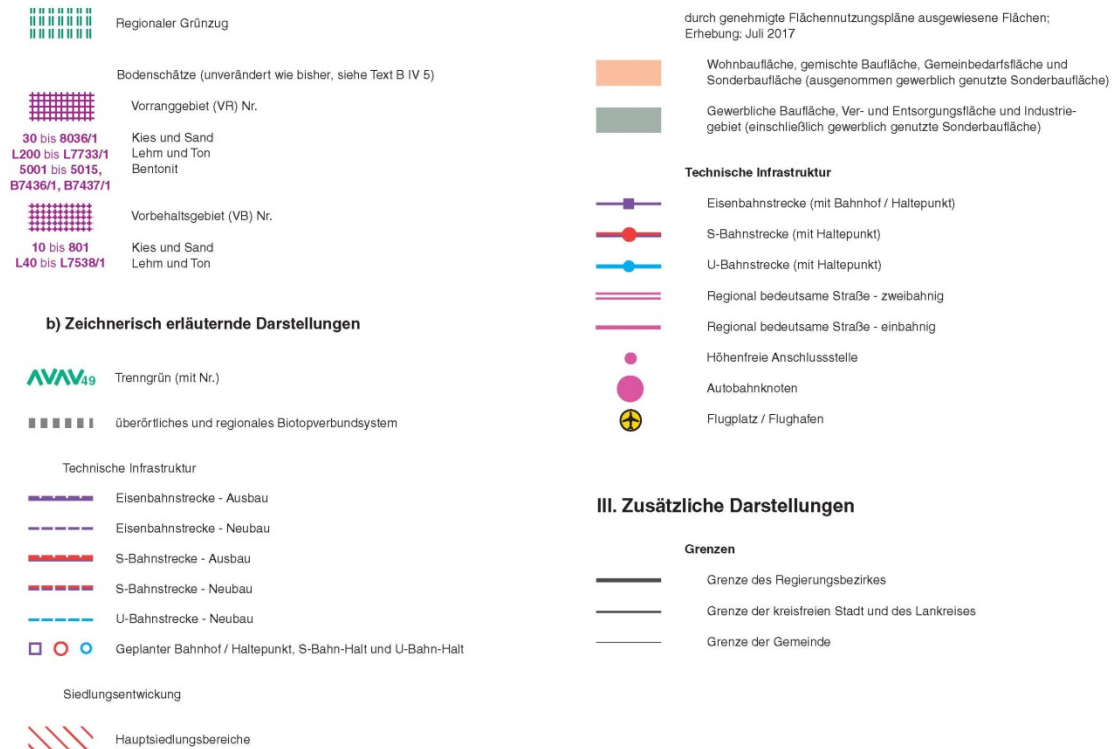 Regionaler Grünzug
Bodenschätze (unverändert wie bisher, siehe Text B IV 5)
Vorranggebiet (VR) Nr.
30 bis 8036/1 Kies und Sand
L200 bis L7733/1 Lehm und Ton
5001 bis 5015, Bentonit
B7436/1, B7437/1
Vorbehaltsgebiet (VB) Nr.
10 bis 801 Kies und Sand
L40 bis L7538/1 Lehm und Ton
b) Zeichnerisch erläuternde Darstellungen
49 Trenngrün (mit Nr.)
überörtliches und regionales Biotopverbundsystem
Technische Infrastruktur
Eisenbahnstrecke - Ausbau
Eisenbahnstrecke - Neubau
S-Bahnstrecke - Ausbau
S-Bahnstrecke - Neubau
U-Bahnstrecke - Neubau
Geplanter Bahnhof / Haltepunkt, S-Bahn-Halt und U-Bahn-Halt
Siedlungsentwickung
Hauptsiedlungsbereiche
durch genehmigte Flächennutzungspläne ausgewiesene Flächen;
Erhebung: Juli 2017
Wohnbaufläche, gemischte Baufläche, Gemeinbedarfsfläche und
Sonderbaufläche (ausgenommen gewerblich genutzte Sonderbaufläche)
Gewerbliche Baufläche, Ver- und Entsorgungsfläche und Industrie-
gebiet (einschließlich gewerblich genutzte Sonderbaufläche)
Technische Infrastruktur
Eisenbahnstrecke (mit Bahnhof / Haltepunkt)
S-Bahnstrecke (mit Haltepunkt)
U-Bahnstrecke (mit Haltepunkt)
Regional bedeutsame Straße - zweibahnig
Regional bedeutsame Straße - einbahnig
Höhenfreie Anschlussstelle
Autobahnknoten
Flugplatz / Flughafen
III. Zusätzliche Darstellungen
Grenzen
Grenze des Regierungsbezirkes
Grenze der kreisfreien Stadt und des Lankreises
Grenze der Gemeinde